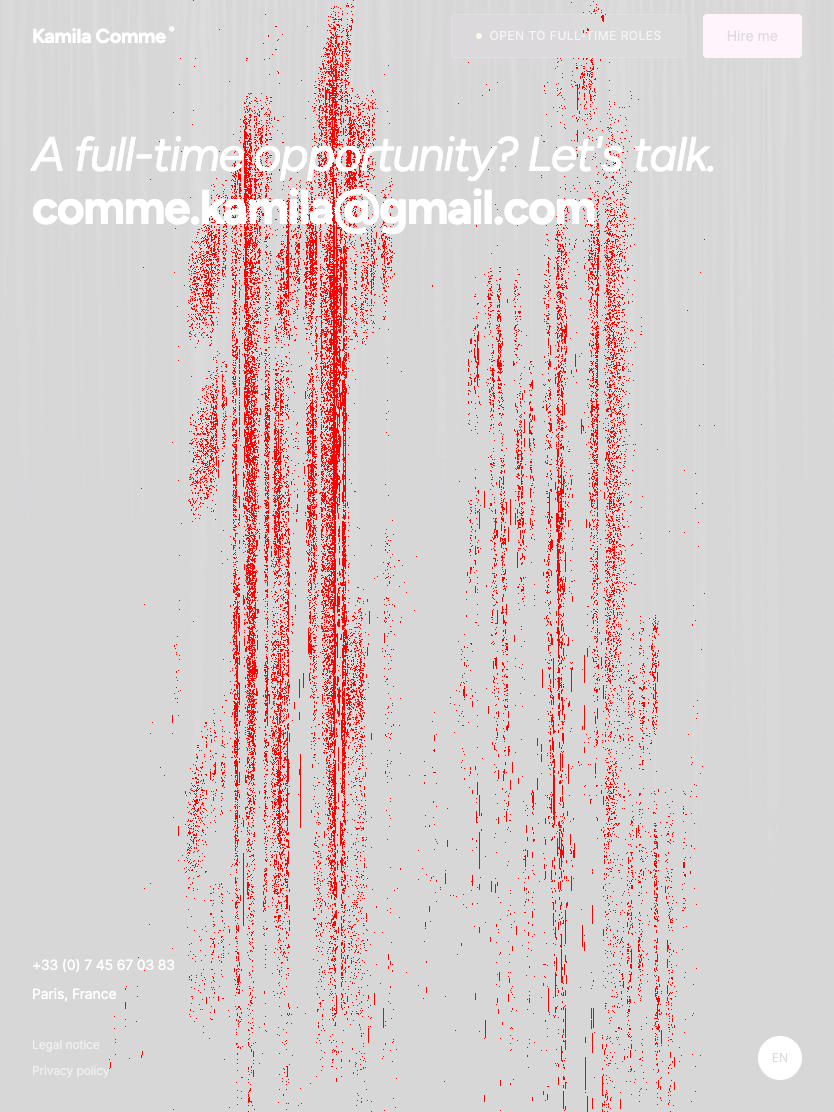 Kamila Comme
OPEN TO FULL-TIME ROLES
Hire me
A full-time opportunity? Let's talk.
comme.kamila@gmail.com
+33 (0) 7 45 67 03 83
Paris, France
Legal notice
Privacy policy
EN